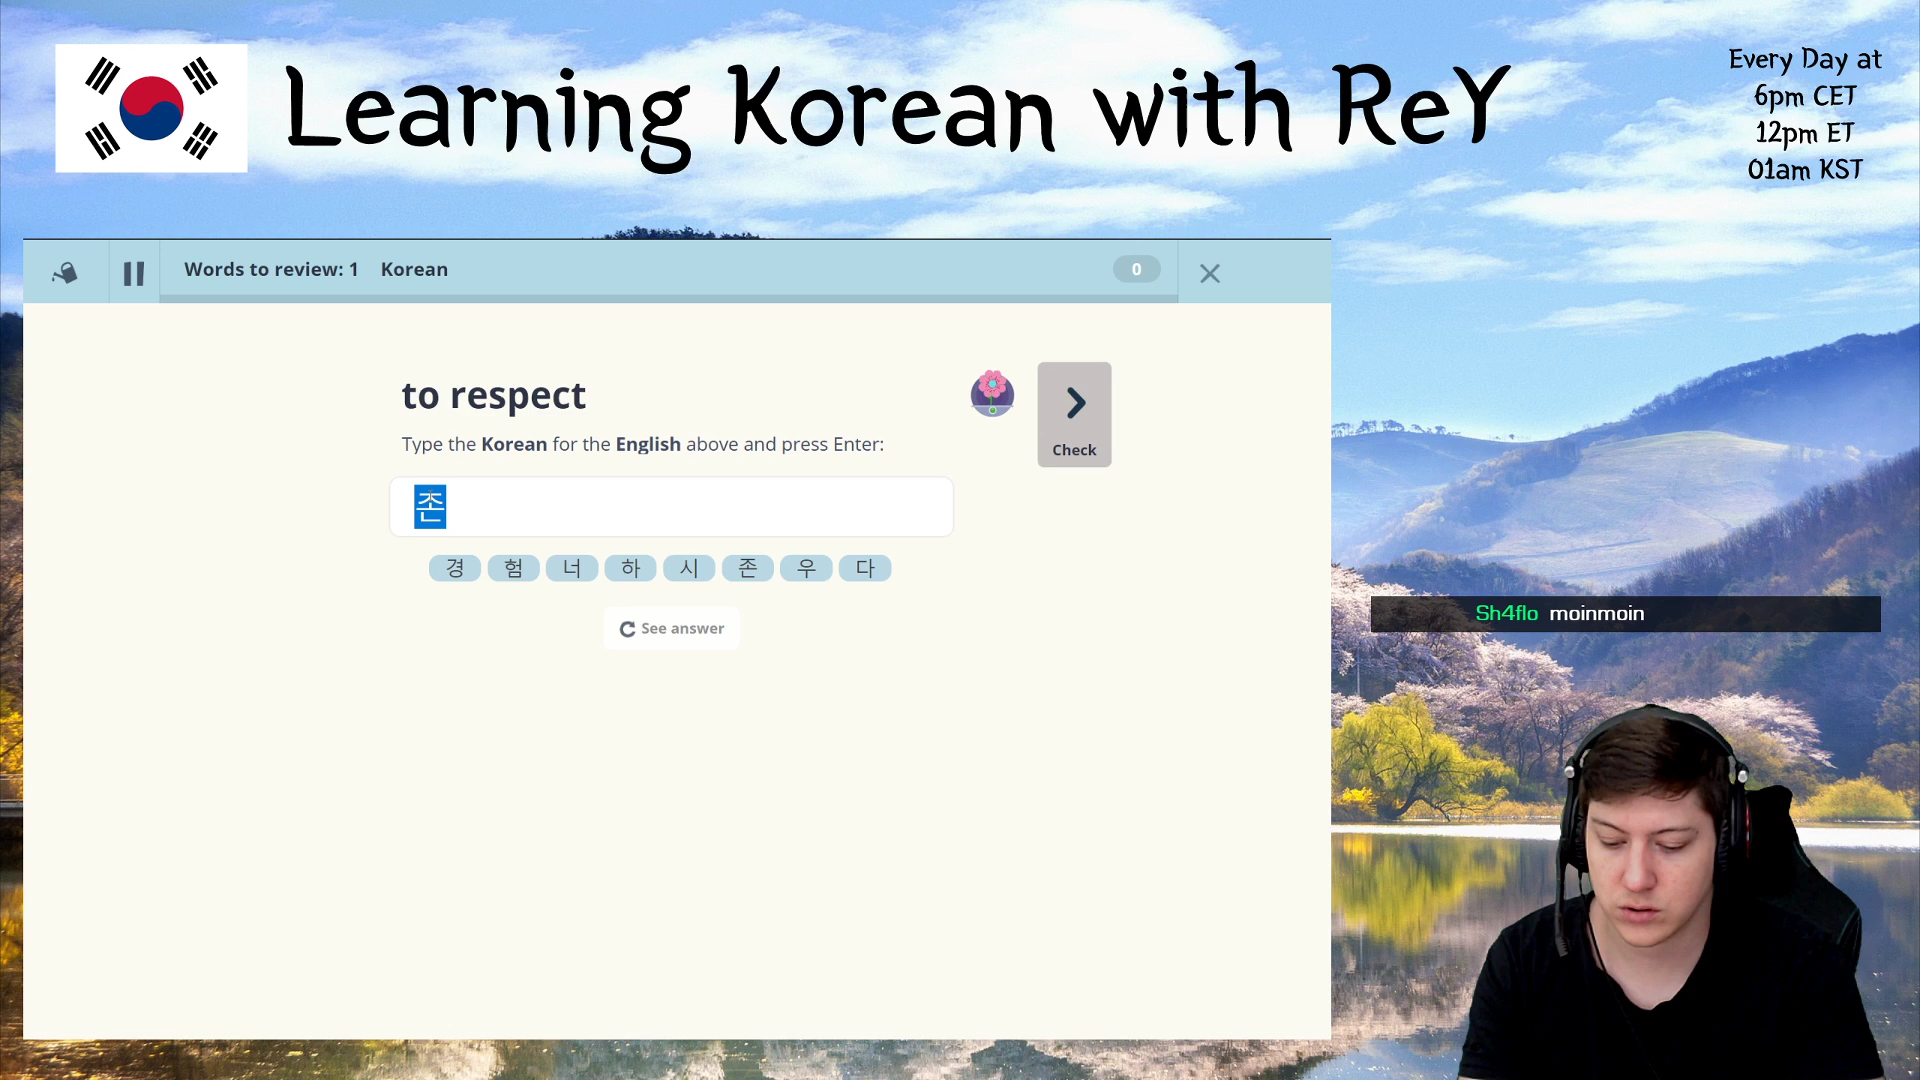 Learning Korean with ReY
Every Day at
6pm CET
12pm ET
01am KST
Words to review: 1 Korean
0
to respect
Check
Type the Korean for the English above and press Enter:
존
경 험 너 하 시 존 우 다
See answer
Sh4flo moinmoin